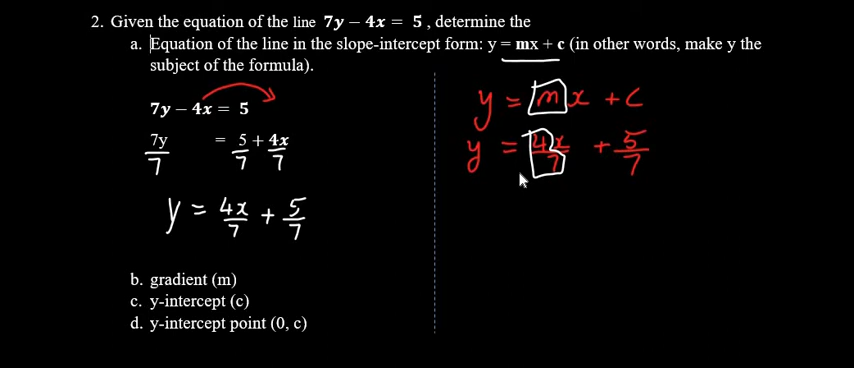 2. Given the equation of the line 7y − 4x = 5 , determine the
a. Equation of the line in the slope-intercept form: y = mx + c (in other words, make y the
subject of the formula).
7y − 4x = 5
7y/7 = 5/7 + 4x/7
y = 4x/7 + 5/7
b. gradient (m)
c. y-intercept (c)
d. y-intercept point (0, c)
y = mx + c
y = 4x/7 + 5/7